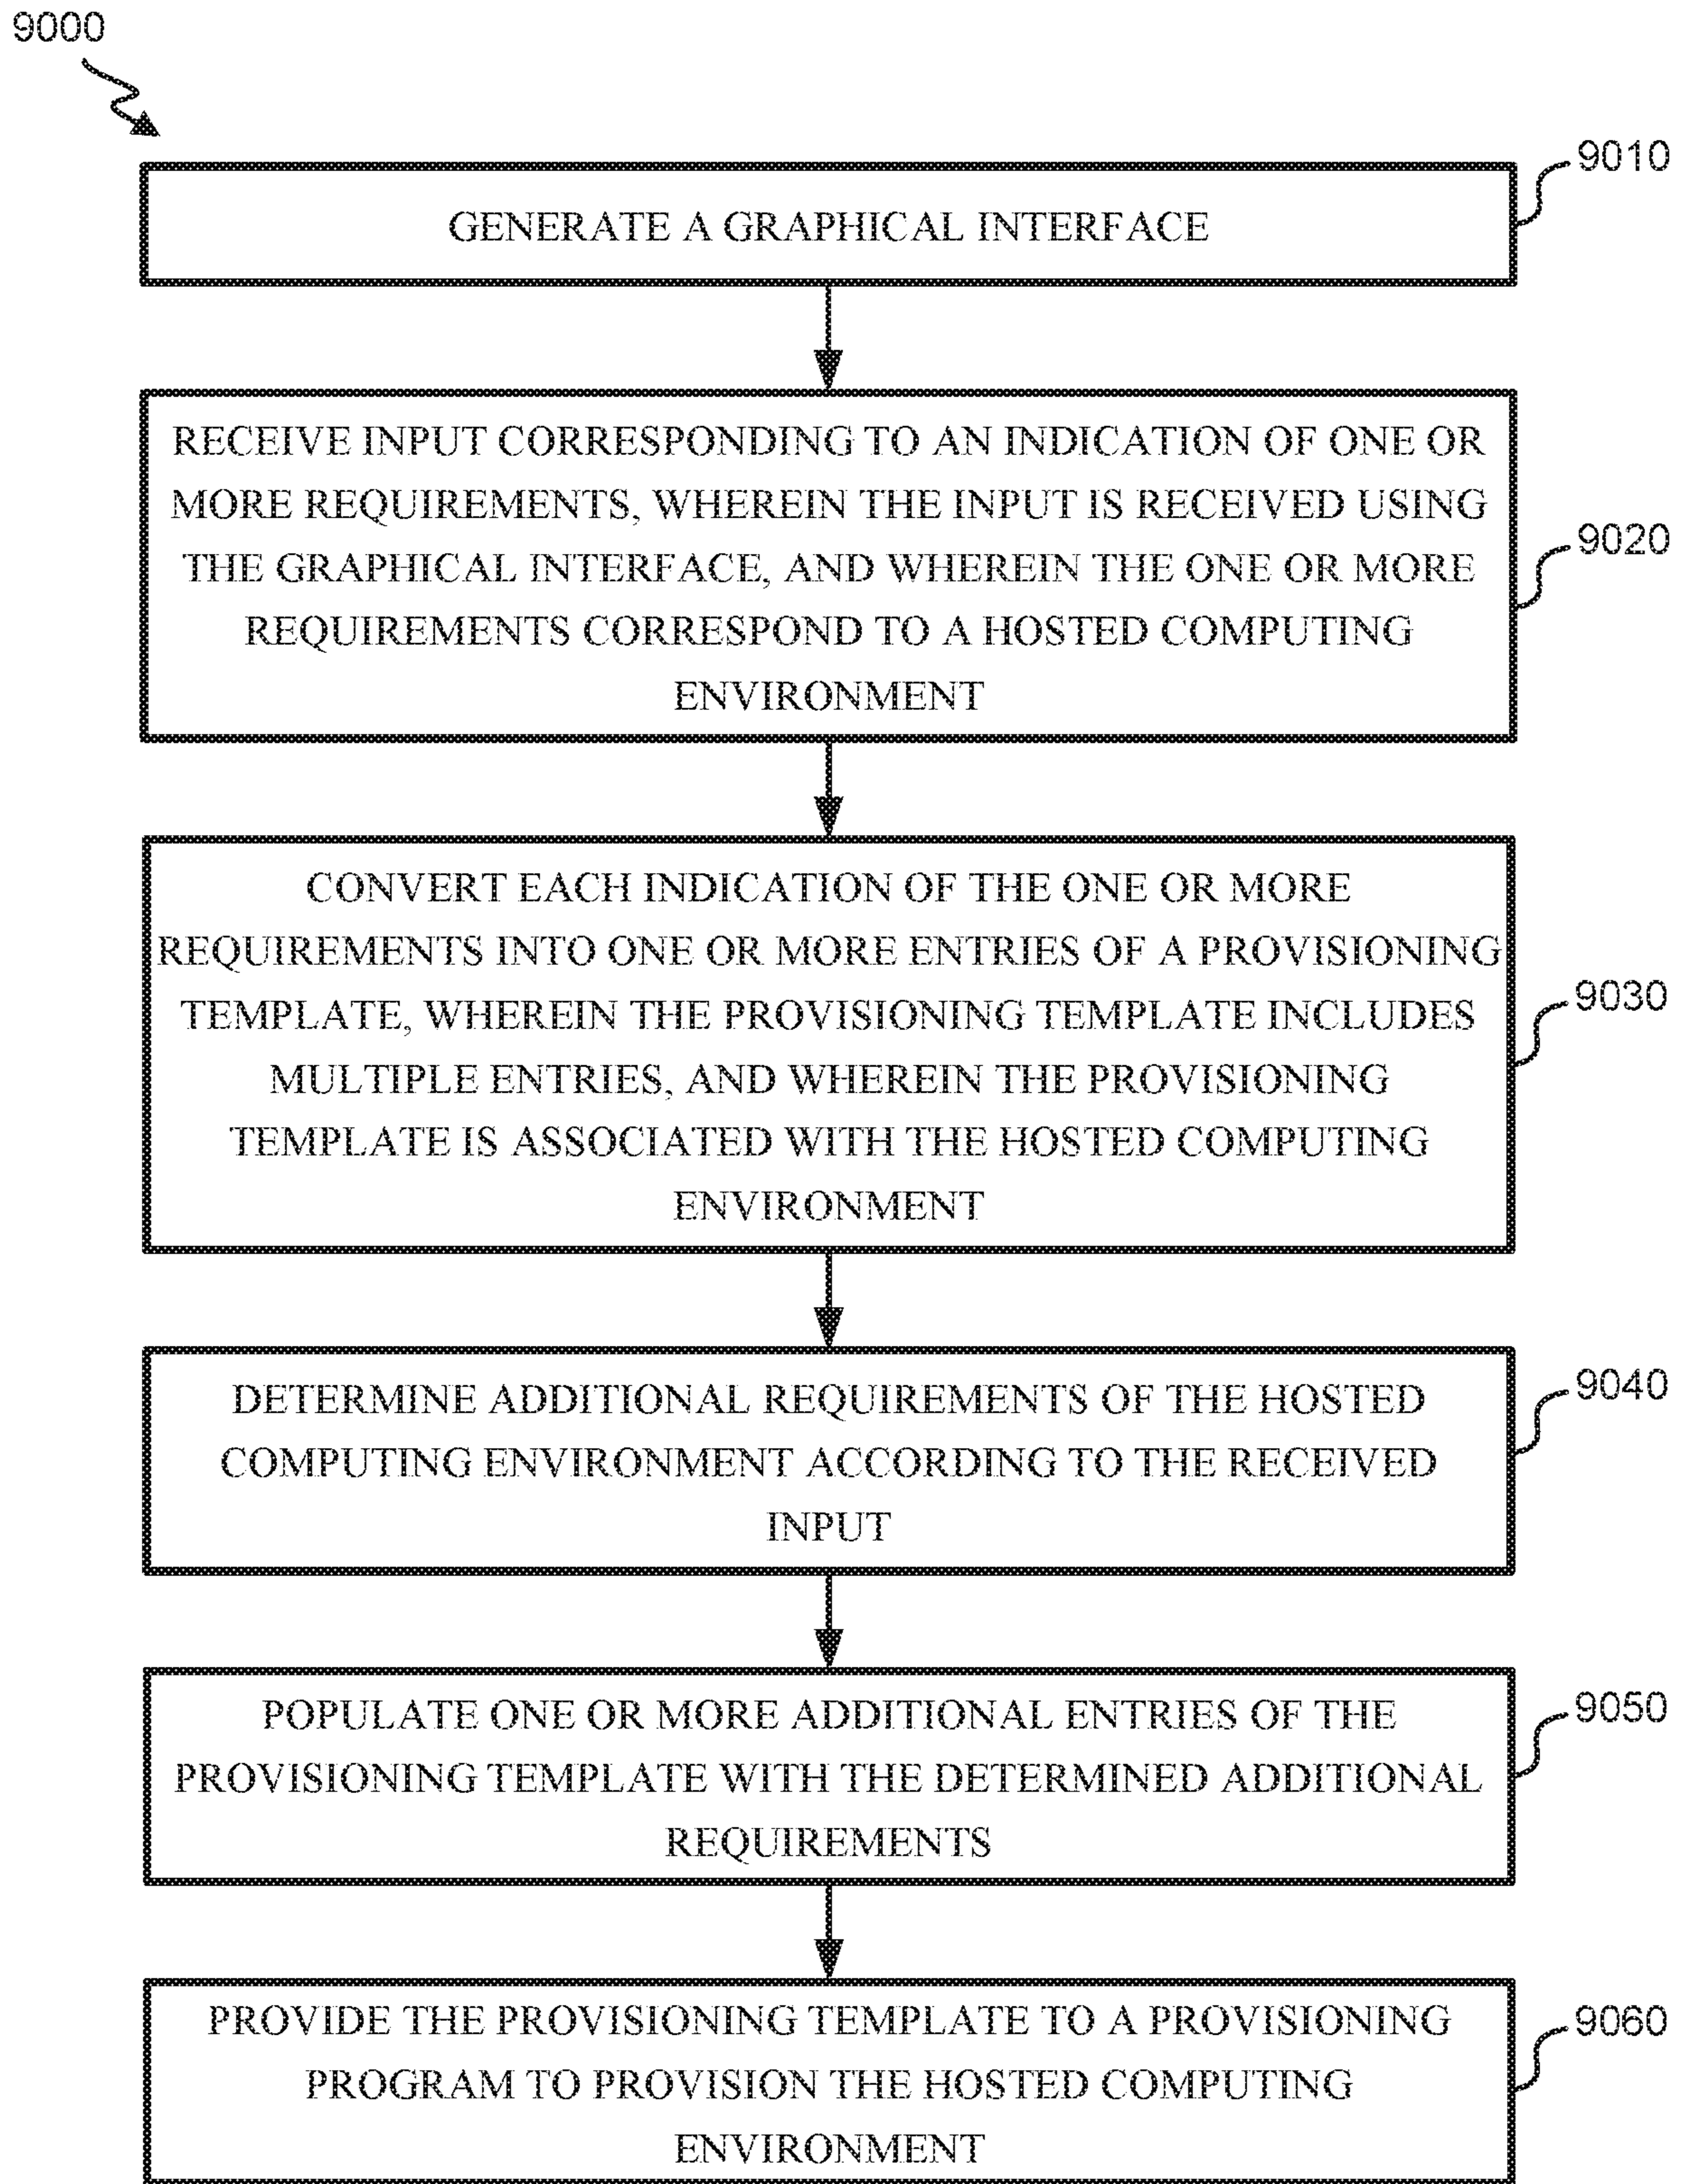 9000
9010
GENERATE A GRAPHICAL INTERFACE
RECEIVE INPUT CORRESPONDING TO AN INDICATION OF ONE OR
MORE REQUIREMENTS, WHEREIN THE INPUT IS RECEIVED USING
THE GRAPHICAL INTERFACE, AND WHEREIN THE ONE OR MORE
REQUIREMENTS CORRESPOND TO A HOSTED COMPUTING
ENVIRONMENT
9020
CONVERT EACH INDICATION OF THE ONE OR MORE
REQUIREMENTS INTO ONE OR MORE ENTRIES OF A PROVISIONING
TEMPLATE, WHEREIN THE PROVISIONING TEMPLATE INCLUDES
MULTIPLE ENTRIES, AND WHEREIN THE PROVISIONING
TEMPLATE IS ASSOCIATED WITH THE HOSTED COMPUTING
ENVIRONMENT
9030
DETERMINE ADDITIONAL REQUIREMENTS OF THE HOSTED
COMPUTING ENVIRONMENT ACCORDING TO THE RECEIVED
INPUT
9040
POPULATE ONE OR MORE ADDITIONAL ENTRIES OF THE
PROVISIONING TEMPLATE WITH THE DETERMINED ADDITIONAL
REQUIREMENTS
9050
PROVIDE THE PROVISIONING TEMPLATE TO A PROVISIONING
PROGRAM TO PROVISION THE HOSTED COMPUTING
ENVIRONMENT
9060